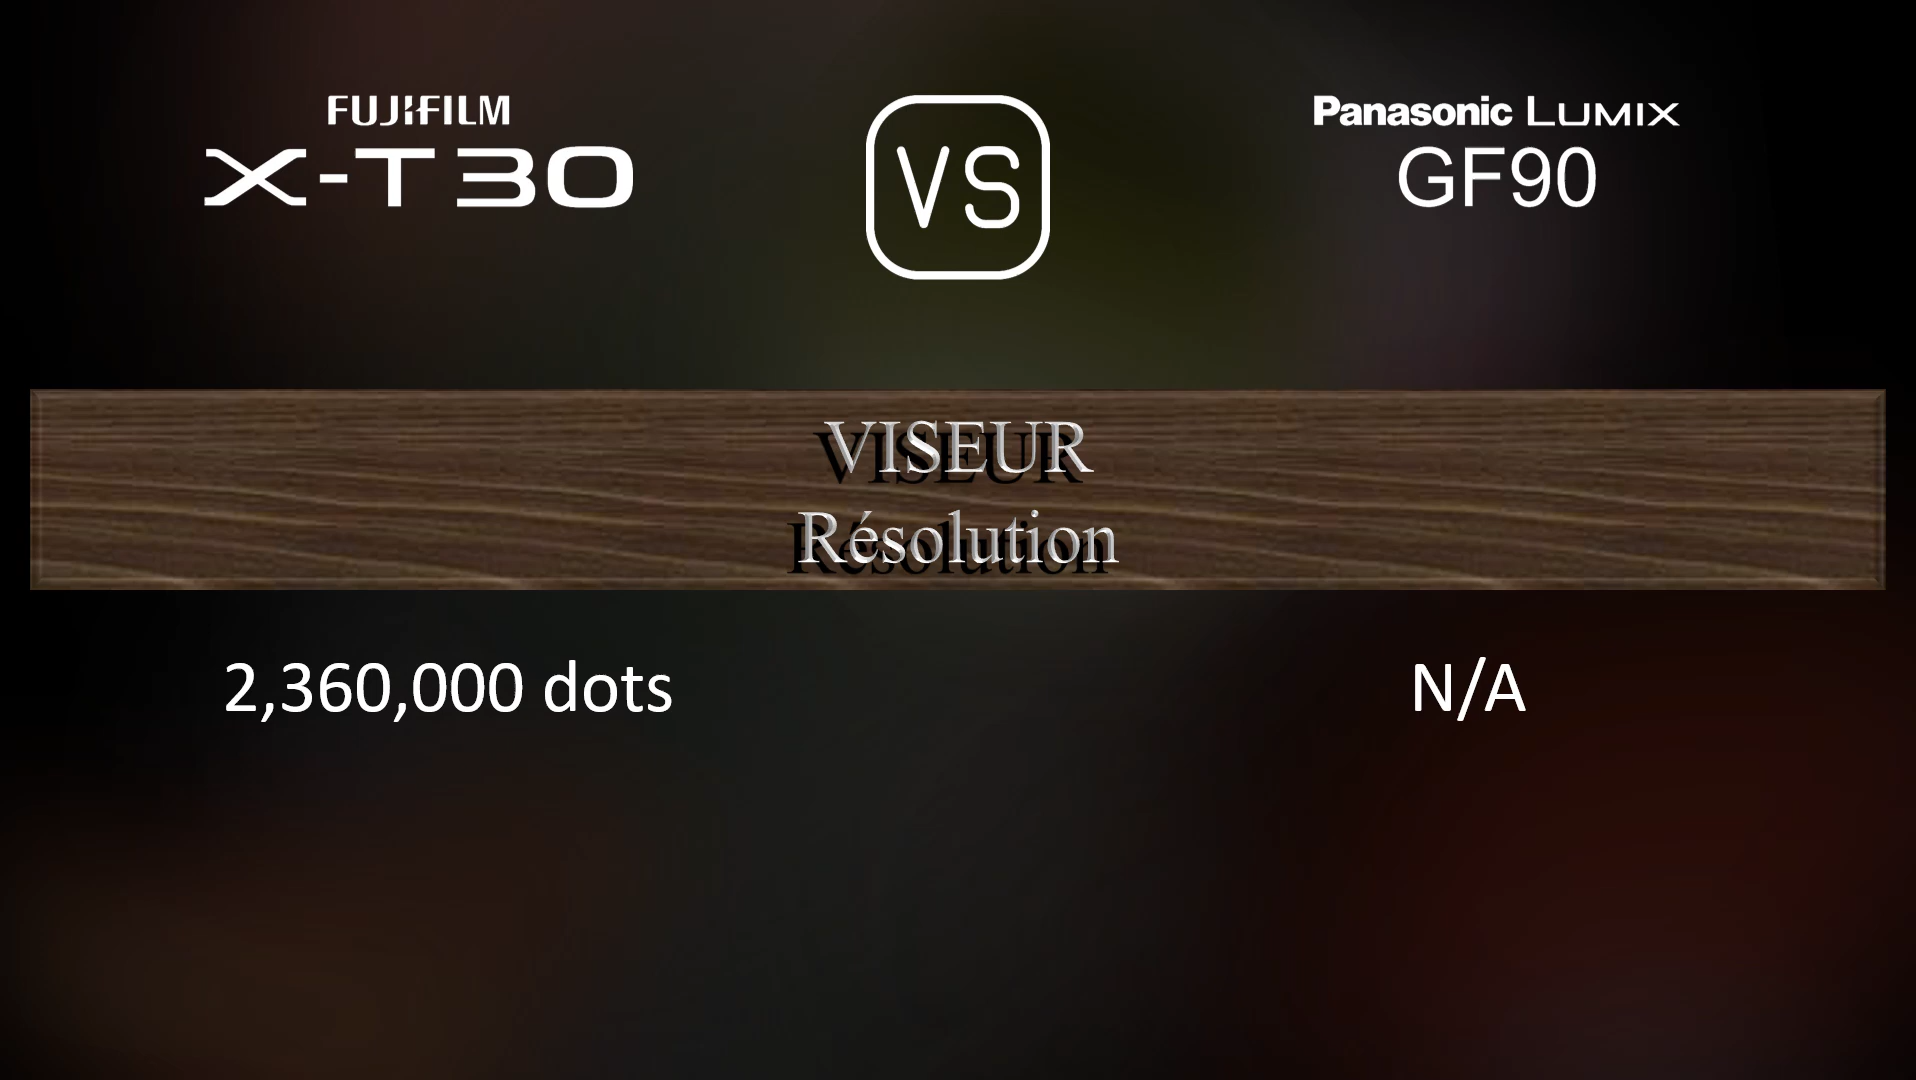 FUJIFILM
X-T30
VS
Panasonic LUMIX
GF90
VISEUR
Résolution
2,360,000 dots
N/A